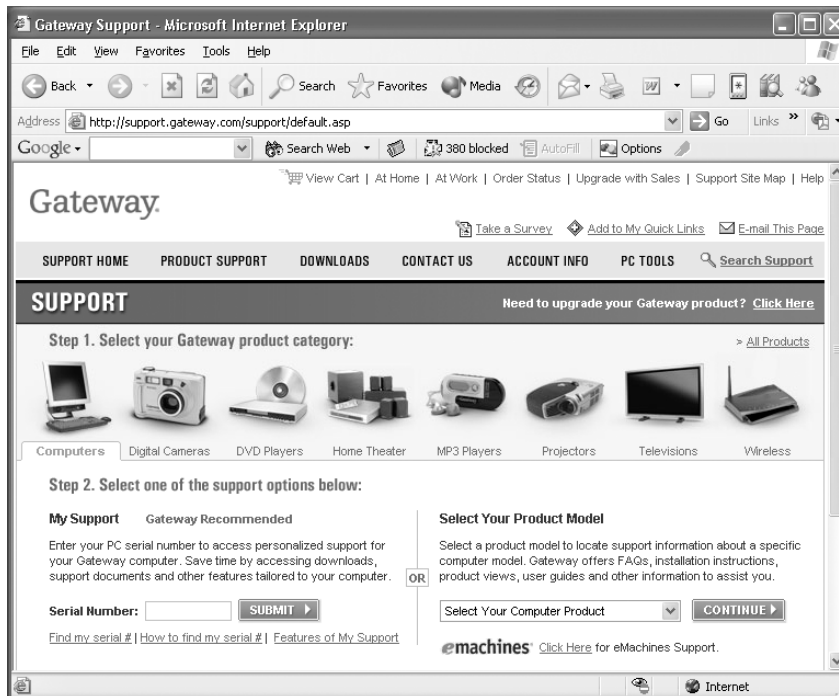 Gateway Support - Microsoft Internet Explorer
File Edit View Favorites Tools Help
Back Search Favorites Media
Address http://support.gateway.com/support/default.asp Go Links »
Google Search Web 380 blocked AutoFill Options
View Cart | At Home | At Work | Order Status | Upgrade with Sales | Support Site Map | Help
Gateway.
Take a Survey Add to My Quick Links E-mail This Page
SUPPORT HOME PRODUCT SUPPORT DOWNLOADS CONTACT US ACCOUNT INFO PC TOOLS Search Support
SUPPORT Need to upgrade your Gateway product? Click Here
Step 1. Select your Gateway product category: » All Products
Computers Digital Cameras DVD Players Home Theater MP3 Players Projectors Televisions Wireless
Step 2. Select one of the support options below:
My Support Gateway Recommended
Enter your PC serial number to access personalized support for
your Gateway computer. Save time by accessing downloads,
support documents and other features tailored to your computer.
Serial Number: SUBMIT
Find my serial # | How to find my serial # | Features of My Support
OR
Select Your Product Model
Select a product model to locate support information about a specific
computer model. Gateway offers FAQs, installation instructions,
product views, user guides and other information to assist you.
Select Your Computer Product CONTINUE
emachines Click Here for eMachines Support.
Internet